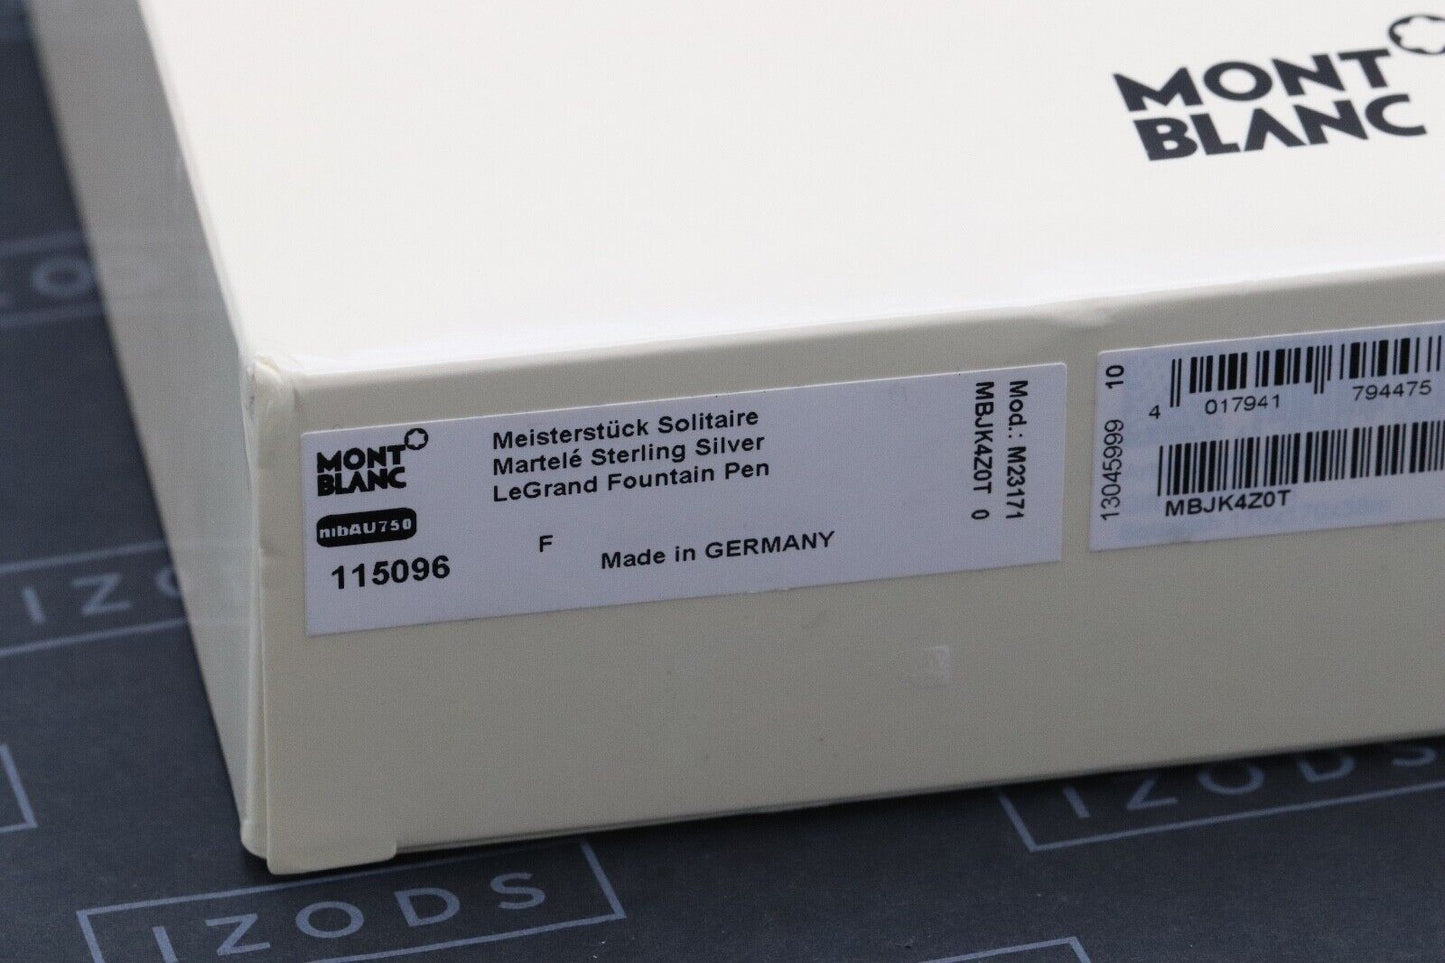 MONT
BLANC
MONT
BLANC
nibAU750
115096
Meisterstück Solitaire
Martelé Sterling Silver
LeGrand Fountain Pen
F
Made in GERMANY
Mod.: M23171
MBJK4Z0T 0
13045999 10
4 017941 794475
MBJK4Z0T
IZODS
IZODS